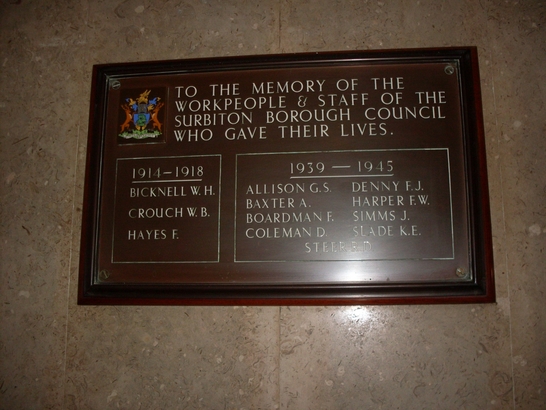 TO THE MEMORY OF THE
WORKPEOPLE & STAFF OF THE
SURBITON BOROUGH COUNCIL
WHO GAVE THEIR LIVES.
1914–1918
BICKNELL W.H.
CROUCH W.B.
HAYES F.
1939 — 1945
ALLISON G.S. DENNY F.J.
BAXTER A. HARPER F.W.
BOARDMAN F. SIMMS J.
COLEMAN D. SLADE K.E.